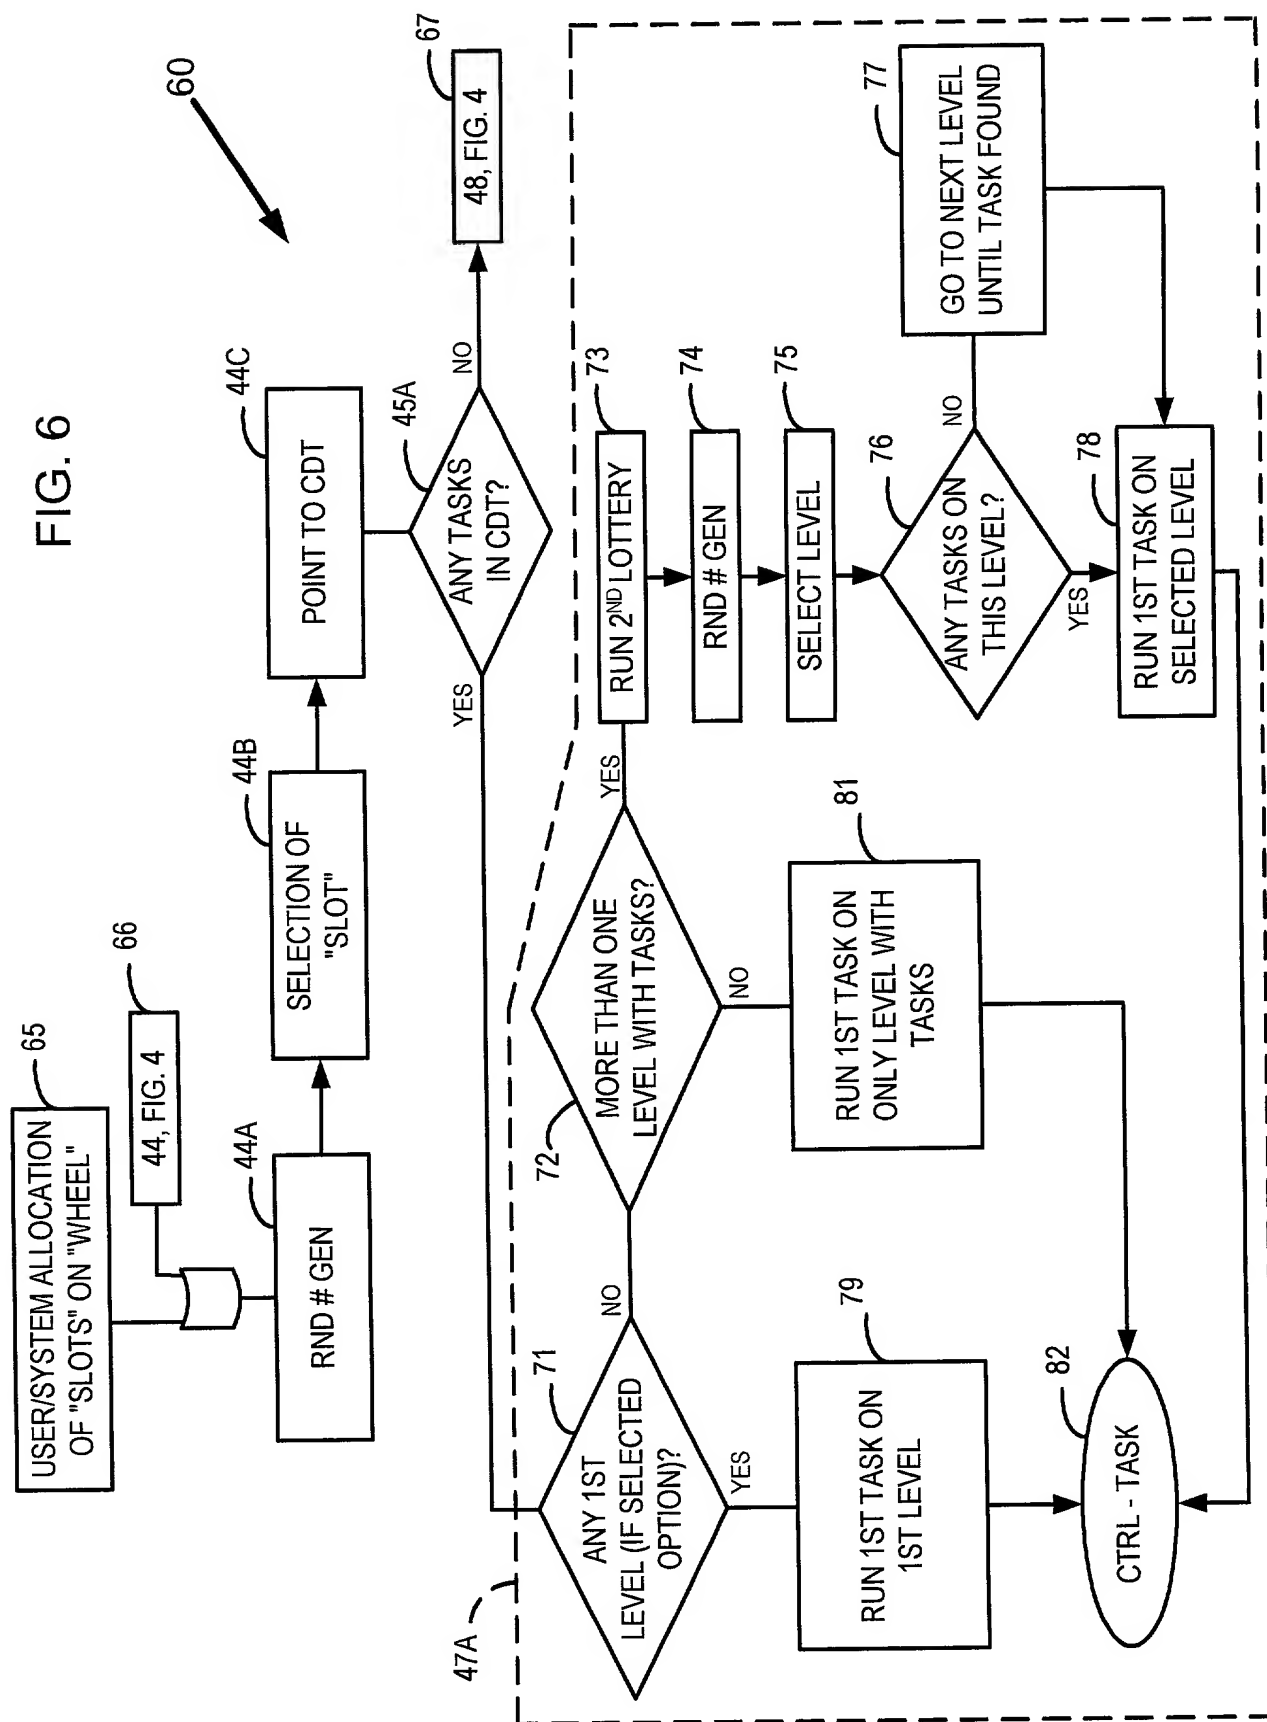 FIG. 6
60
65
USER/SYSTEM ALLOCATION
OF "SLOTS" ON "WHEEL"
66
44, FIG. 4
44A
RND # GEN
44B
SELECTION OF
"SLOT"
44C
POINT TO CDT
45A
ANY TASKS
IN CDT?
NO
67
48, FIG. 4
YES
47A
71
ANY 1ST
LEVEL (IF SELECTED
OPTION)?
NO
YES
72
MORE THAN ONE
LEVEL WITH TASKS?
YES
NO
73
RUN 2ND LOTTERY
74
RND # GEN
75
SELECT LEVEL
76
ANY TASKS ON
THIS LEVEL?
NO
YES
77
GO TO NEXT LEVEL
UNTIL TASK FOUND
78
RUN 1ST TASK ON
SELECTED LEVEL
79
RUN 1ST TASK ON
1ST LEVEL
81
RUN 1ST TASK ON
ONLY LEVEL WITH
TASKS
82
CTRL - TASK